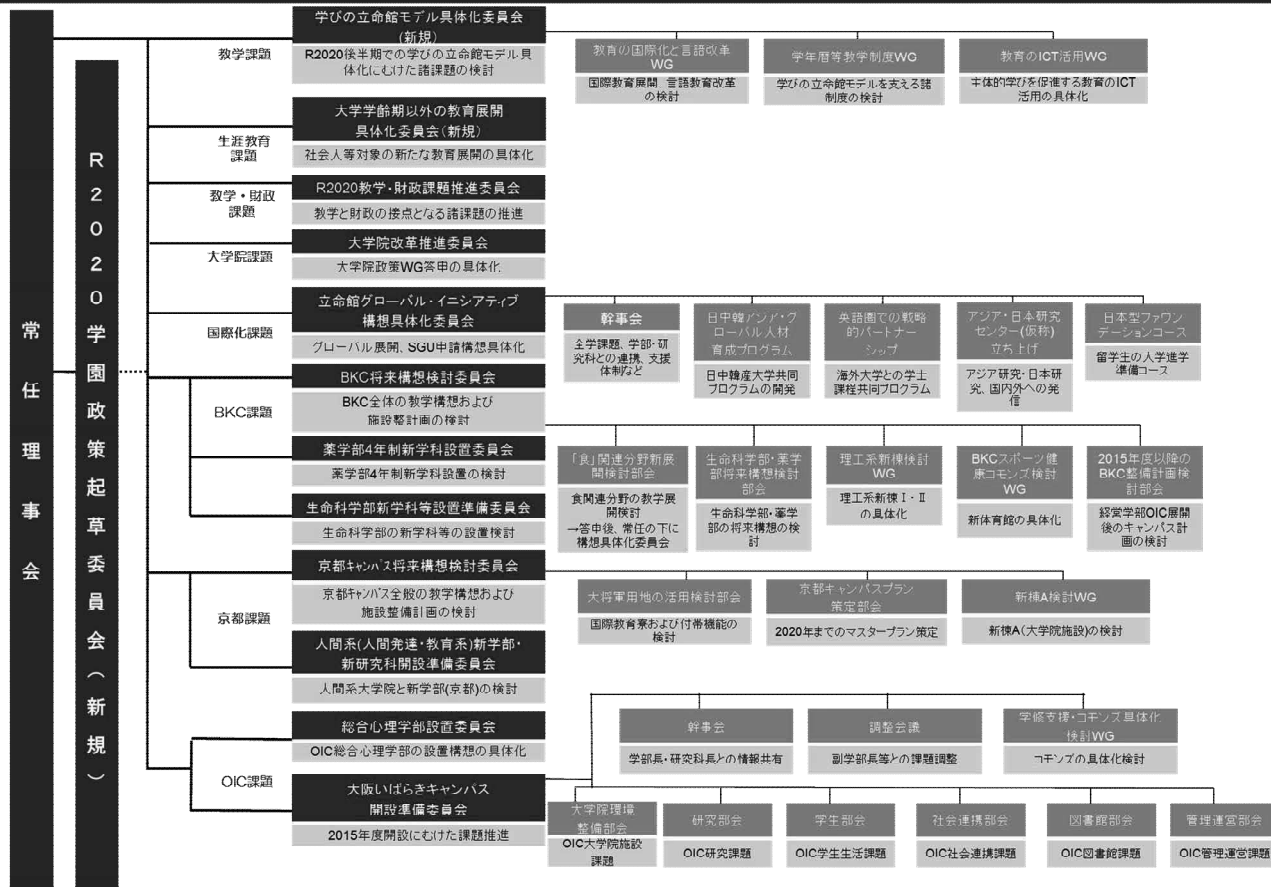 常任理事会
R2020学園政策起草委員会(新規)
教学課題
学びの立命館モデル具体化委員会
(新規)
R2020後半期での学びの立命館モデル具
体化にむけた諸課題の検討
教育の国際化と言語改革
WG
国際教育展開、言語教育改革
の検討
学年暦等教学制度WG
学びの立命館モデルを支える諸
制度の検討
教育のICT活用WG
主体的学びを促進する教育のICT
活用の具体化
生涯教育
課題
大学学齢期以外の教育展開
具体化委員会(新規)
社会人等対象の新たな教育展開の具体化
教学・財政
課題
R2020教学・財政課題推進委員会
教学と財政の接点となる諸課題の推進
大学院課題
大学院改革推進委員会
大学院政策WG答申の具体化
国際化課題
立命館グローバル・イニシアティブ
構想具体化委員会
グローバル展開、SGU申請構想具体化
幹事会
全学課題、学部・研
究科との連携、支援
体制など
日中韓アジア・グ
ローバル人材
育成プログラム
日中韓産大学共同
プログラムの開発
英語圏での戦略
的パートナー
シップ
海外大学との学士
課程共同プログラム
アジア・日本研究
センター(仮称)
立ち上げ
アジア研究・日本研
究、国内外への発
信
日本型ファウン
デーションコース
留学生の入学進学
準備コース
BKC課題
BKC将来構想検討委員会
BKC全体の教学構想および
施設整計画の検討
薬学部4年制新学科設置委員会
薬学部4年制新学科設置の検討
生命科学部新学科等設置準備委員会
生命科学部の新学科等の設置検討
「食」関連分野新展
開検討部会
食関連分野の教学展
開検討
→答申後、常任の下に
構想具体化委員会
生命科学部・薬学
部将来構想検討
部会
生命科学部・薬学
部の将来構想の検
討
理工系新棟検討
WG
理工系新棟Ⅰ・Ⅱ
の具体化
BKCスポーツ健
康コモンズ検討
WG
新体育館の具体化
2015年度以降の
BKC整備計画検
討部会
経営学部OIC展開
後のキャンパス計
画の検討
京都課題
京都キャンパス将来構想検討委員会
京都キャンパス全般の教学構想および
施設整備計画の検討
大将軍用地の活用検討部会
国際教育寮および付帯機能の
検討
京都キャンパスプラン
策定部会
2020年までのマスタープラン策定
新棟A検討WG
新棟A(大学院施設)の検討
人間系(人間発達・教育系)新学部・
新研究科開設準備委員会
人間系大学院と新学部(京都)の検討
OIC課題
総合心理学部設置委員会
OIC総合心理学部の設置構想の具体化
大阪いばらきキャンパス
開設準備委員会
2015年度開設にむけた課題推進
幹事会
学部長・研究科長との情報共有
調整会議
副学部長等との課題調整
学修支援・コモンズ具体化
検討WG
コモンズの具体化検討
大学院環境
整備部会
OIC大学院施設
課題
研究部会
OIC研究課題
学生部会
OIC学生生活課題
社会連携部会
OIC社会連携課題
図書館部会
OIC図書館課題
管理運営部会
OIC管理運営課題